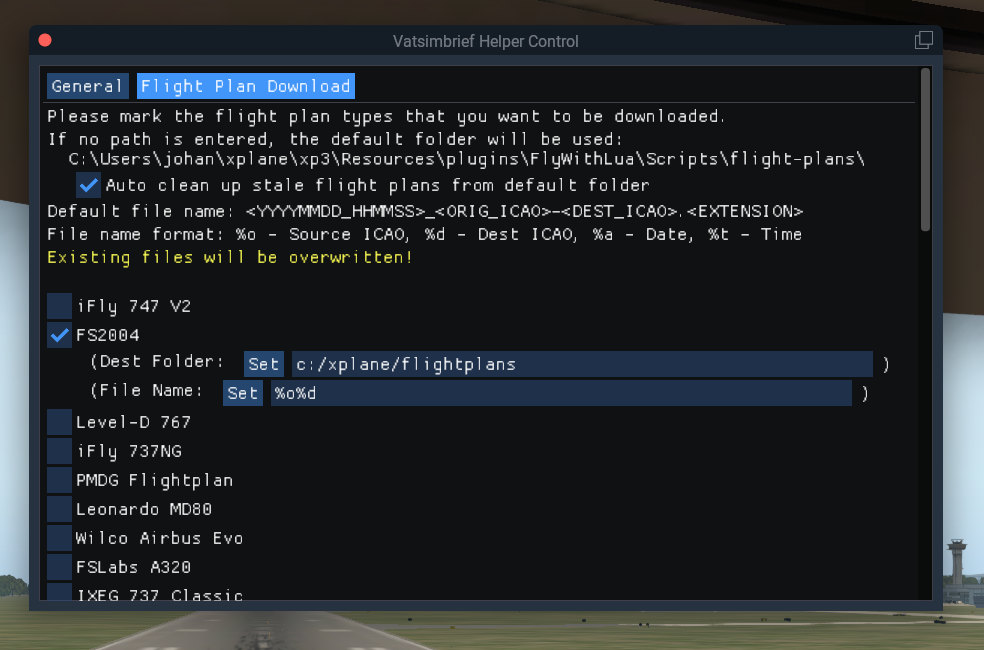 Vatsimbrief Helper Control
General Flight Plan Download
Please mark the flight plan types that you want to be downloaded.
If no path is entered, the default folder will be used:
C:\Users\johan\xplane\xp3\Resources\plugins\FlyWithLua\Scripts\flight-plans\
Auto clean up stale flight plans from default folder
Default file name: <YYYYMMDD_HHMMSS>_<ORIG_ICAO>-<DEST_ICAO>.<EXTENSION>
File name format: %o - Source ICAO, %d - Dest ICAO, %a - Date, %t - Time
Existing files will be overwritten!
iFly 747 V2
FS2004
(Dest Folder: Set c:/xplane/flightplans )
(File Name: Set %o%d )
Level-D 767
iFly 737NG
PMDG Flightplan
Leonardo MD80
Wilco Airbus Evo
FSLabs A320
IXEG 737 Classic